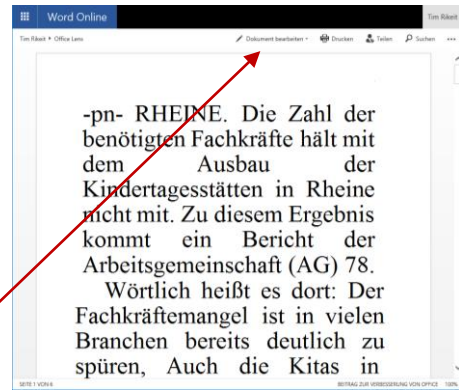 Word Online
Tim Rikeit
Tim Rikeit • Office Lens
Dokument bearbeiten
Drucken
Teilen
Suchen
-pn- RHEINE. Die Zahl der
benötigten Fachkräfte hält mit
dem Ausbau der
Kindertagesstätten in Rheine
nicht mit. Zu diesem Ergebnis
kommt ein Bericht der
Arbeitsgemeinschaft (AG) 78.
Wörtlich heißt es dort: Der
Fachkräftemangel ist in vielen
Branchen bereits deutlich zu
spüren, Auch die Kitas in
SEITE 1 VON 6
BEITRAG ZUR VERBESSERUNG VON OFFICE
100%